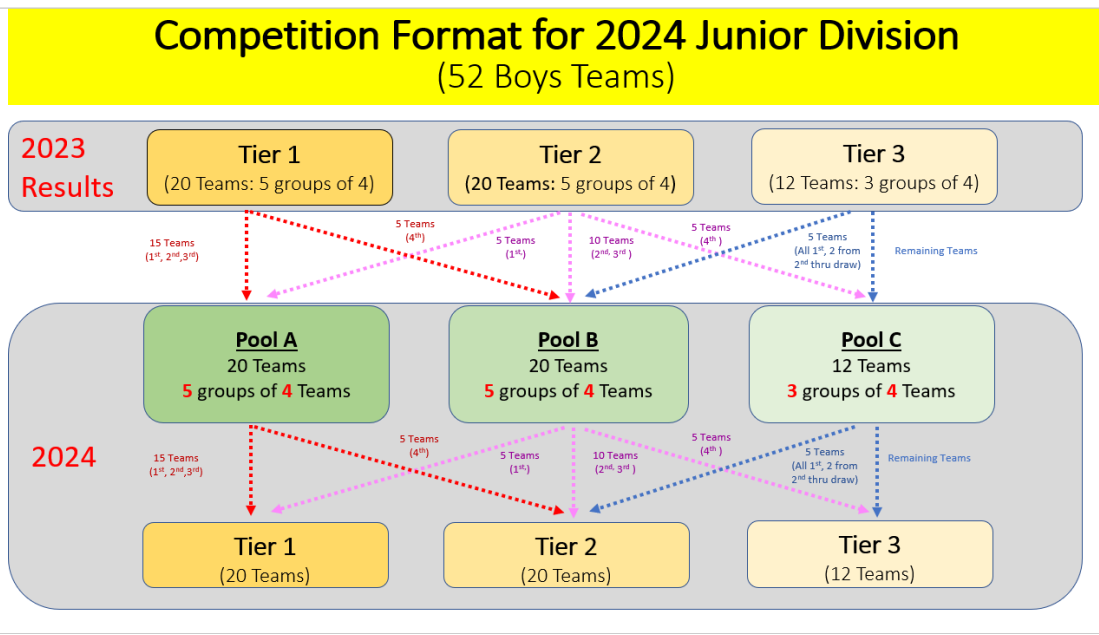 Competition Format for 2024 Junior Division
(52 Boys Teams)
2023
Results
Tier 1
(20 Teams: 5 groups of 4)
Tier 2
(20 Teams: 5 groups of 4)
Tier 3
(12 Teams: 3 groups of 4)
15 Teams
(1st, 2nd,3rd)
5 Teams
(4th)
5 Teams
(1st,)
10 Teams
(2nd, 3rd )
5 Teams
(4th )
5 Teams
(All 1st, 2 from
2nd thru draw)
Remaining Teams
Pool A
20 Teams
5 groups of 4 Teams
Pool B
20 Teams
5 groups of 4 Teams
Pool C
12 Teams
3 groups of 4 Teams
2024
15 Teams
(1st, 2nd,3rd)
5 Teams
(4th)
5 Teams
(1st,)
10 Teams
(2nd, 3rd )
5 Teams
(4th )
5 Teams
(All 1st, 2 from
2nd thru draw)
Remaining Teams
Tier 1
(20 Teams)
Tier 2
(20 Teams)
Tier 3
(12 Teams)